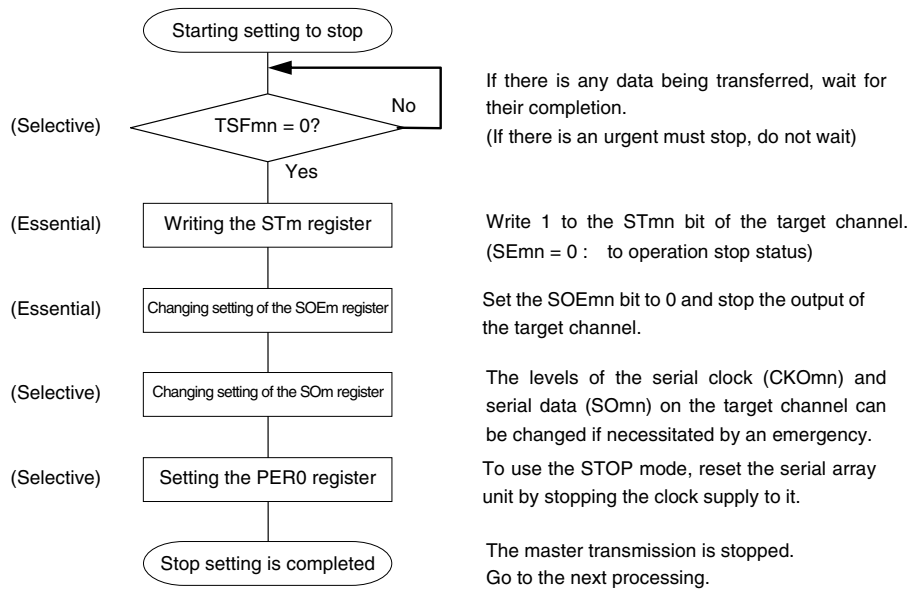 Starting setting to stop
If there is any data being transferred, wait for
their completion.
(If there is an urgent must stop, do not wait)
(Selective)
TSFmn = 0?
No
Yes
(Essential)
Writing the STm register
Write 1 to the STmn bit of the target channel.
(SEmn = 0 : to operation stop status)
(Essential)
Changing setting of the SOEm register
Set the SOEmn bit to 0 and stop the output of
the target channel.
(Selective)
Changing setting of the SOm register
The levels of the serial clock (CKOmn) and
serial data (SOmn) on the target channel can
be changed if necessitated by an emergency.
(Selective)
Setting the PER0 register
To use the STOP mode, reset the serial array
unit by stopping the clock supply to it.
Stop setting is completed
The master transmission is stopped.
Go to the next processing.